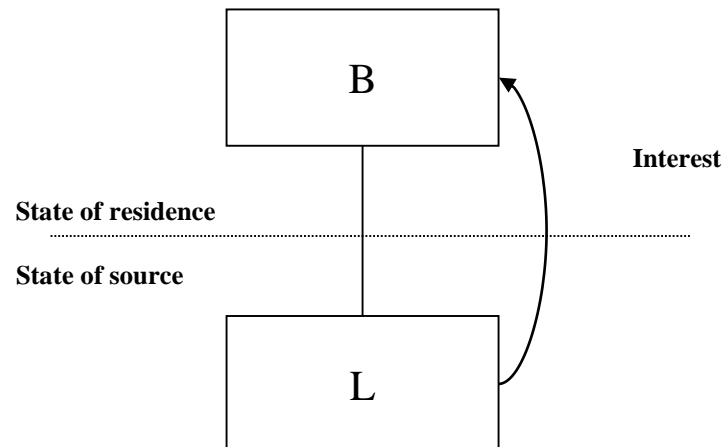 B
Interest
State of residence
State of source
L